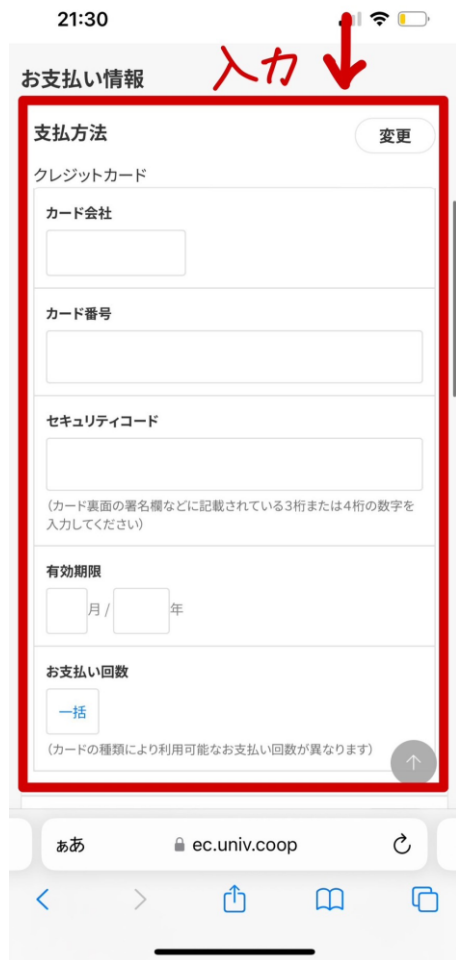 21:30
入力
お支払い情報
支払方法
変更
クレジットカード
カード会社
カード番号
セキュリティコード
（カード裏面の署名欄などに記載されている3桁または4桁の数字を
入力してください）
有効期限
月 / 年
お支払い回数
一括
（カードの種類により利用可能なお支払い回数が異なります）
ぁあ ec.univ.coop